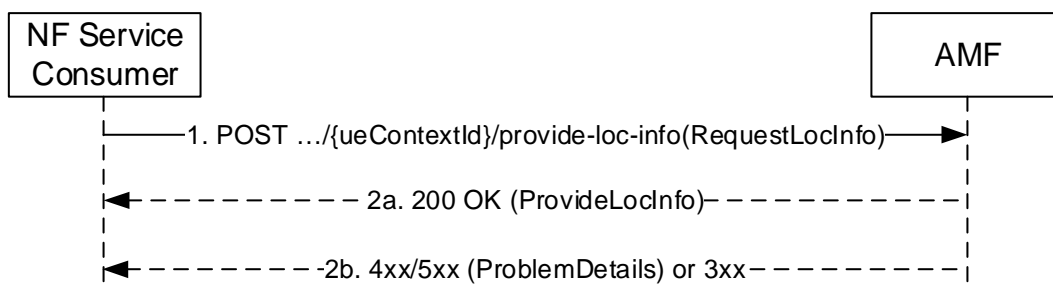 NF Service
Consumer
AMF
1. POST …/{ueContextId}/provide-loc-info(RequestLocInfo)
2a. 200 OK (ProvideLocInfo)
2b. 4xx/5xx (ProblemDetails) or 3xx